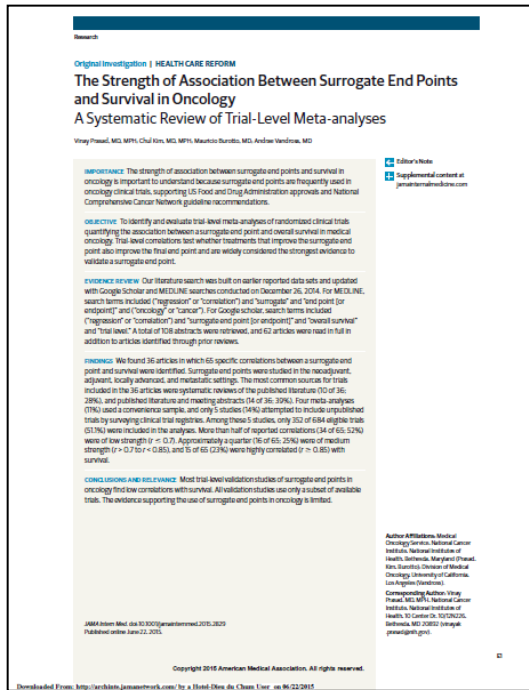 Research
Original Investigation | HEALTH CARE REFORM
The Strength of Association Between Surrogate End Points
and Survival in Oncology
A Systematic Review of Trial-Level Meta-analyses
Vinay Prasad, MD, MPH; Chul Kim, MD, MPH; Mauricio Burotto, MD; Andrae Vandross, MD
Editor's Note
Supplemental content at
jamainternalmedicine.com
IMPORTANCE The strength of association between surrogate end points and survival in
oncology is important to understand because surrogate end points are frequently used in
oncology clinical trials, supporting US Food and Drug Administration approvals and National
Comprehensive Cancer Network guideline recommendations.
OBJECTIVE To identify and evaluate trial-level meta-analyses of randomized clinical trials
quantifying the association between a surrogate end point and overall survival in medical
oncology. Trial-level correlations test whether treatments that improve the surrogate end
point also improve the final end point and are widely considered the strongest evidence to
validate a surrogate end point.
EVIDENCE REVIEW Our literature search was built on earlier reported data sets and updated
with Google Scholar and MEDLINE searches conducted on December 26, 2014. For MEDLINE,
search terms included ("regression" or "correlation") and "surrogate" and "end point [or
endpoint]" and ("oncology" or "cancer"). For Google Scholar, search terms included
("regression" or "correlation") and "surrogate end point [or endpoint]" and "overall survival"
and "trial level." A total of 108 abstracts were retrieved, and 62 articles were read in full in
addition to articles identified through prior reviews.
FINDINGS We found 36 articles in which 65 specific correlations between a surrogate end
point and survival were identified. Surrogate end points were studied in the neoadjuvant,
adjuvant, locally advanced, and metastatic settings. The most common sources for trials
included in the 36 articles were systematic reviews of the published literature (10 of 36;
28%), and published literature and meeting abstracts (14 of 36; 39%). Four meta-analyses
(11%) used a convenience sample, and only 5 studies (14%) attempted to include unpublished
trials by surveying clinical trial registries. Among these 5 studies, only 352 of 684 eligible trials
(51.1%) were included in the analyses. More than half of reported correlations (34 of 65; 52%)
were of low strength (r ≤ 0.7). Approximately a quarter (16 of 65; 25%) were of medium
strength (r > 0.7 to r < 0.85), and 15 of 65 (23%) were highly correlated (r ≥ 0.85) with
survival.
CONCLUSIONS AND RELEVANCE Most trial-level validation studies of surrogate end points in
oncology find low correlations with survival. All validation studies use only a subset of available
trials. The evidence supporting the use of surrogate end points in oncology is limited.
Author Affiliations: Medical
Oncology Service, National Cancer
Institute, National Institutes of
Health, Bethesda, Maryland (Prasad,
Kim, Burotto); Division of Medical
Oncology, University of California,
Los Angeles (Vandross).
Corresponding Author: Vinay
Prasad, MD, MPH, National Cancer
Institute, National Institutes of
Health, 10 Center Dr, 10/12N226,
Bethesda, MD 20892 (vinayak
.prasad@nih.gov).
JAMA Intern Med. doi:10.1001/jamainternmed.2015.2829
Published online June 22, 2015.
Copyright 2015 American Medical Association. All rights reserved.
Downloaded From: http://archinte.jamanetwork.com/ by a Hotel-Dieu du Chum User on 06/22/2015